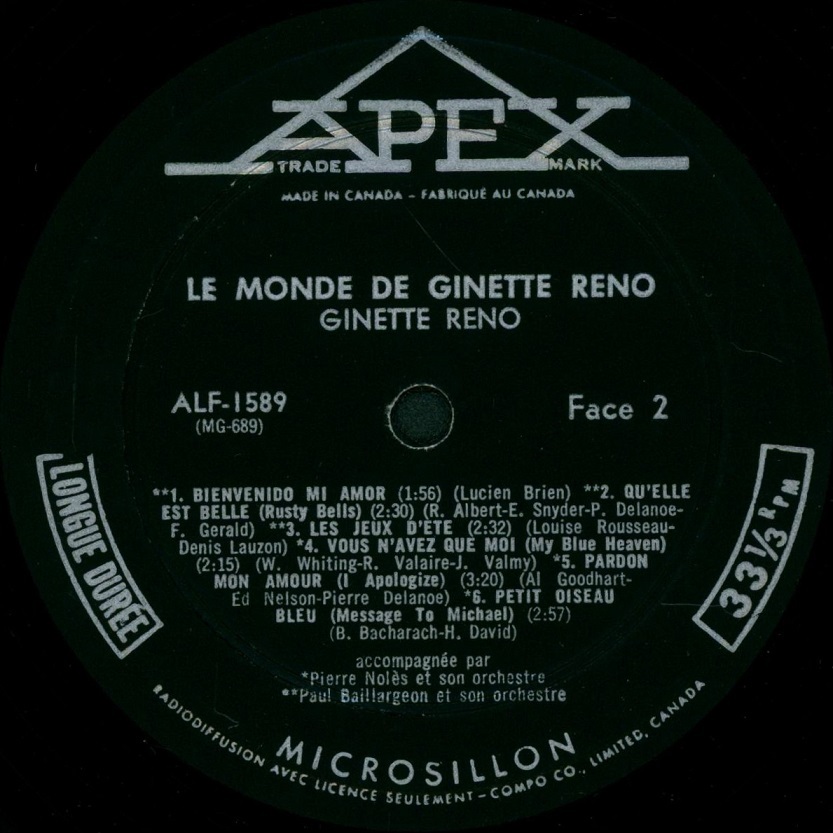 APEX
TRADE MARK
MADE IN CANADA – FABRIQUÉ AU CANADA
LE MONDE DE GINETTE RENO
GINETTE RENO
ALF-1589
(MG-689)
Face 2
LONGUE DURÉE
33 1/3 RPM
**1. BIENVENIDO MI AMOR (1:56) (Lucien Brien) **2. QU'ELLE
EST BELLE (Rusty Bells) (2:30) (R. Albert-E. Snyder-P. Delanoe-
F. Gerald) **3. LES JEUX D'ETE (2:32) (Louise Rousseau-
Denis Lauzon) *4. VOUS N'AVEZ QUE MOI (My Blue Heaven)
(2:15) (W. Whiting-R. Valaire-J. Valmy) *5. PARDON
MON AMOUR (I Apologize) (3:20) (Al Goodhart-
Ed Nelson-Pierre Delanoe) *6. PETIT OISEAU
BLEU (Message To Michael) (2:57)
(B. Bacharach-H. David)
accompagnée par
*Pierre Nolès et son orchestre
**Paul Baillargeon et son orchestre
MICROSILLON
RADIODIFFUSION AVEC LICENCE SEULEMENT – COMPO CO., LIMITED, CANADA